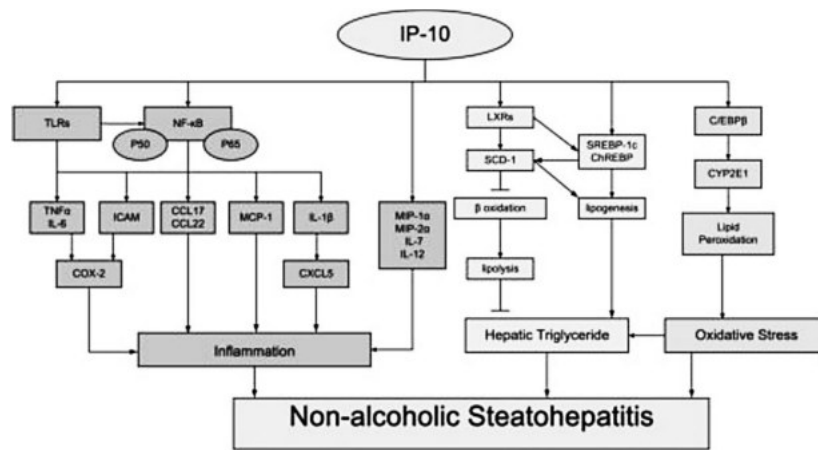 IP-10
TLRs
NF-κB
P50
P65
LXRs
SCD-1
SREBP-1c
ChREBP
C/EBPβ
CYP2E1
TNFα
IL-6
ICAM
CCL17
CCL22
MCP-1
IL-1β
MIP-1α
MIP-2α
IL-7
IL-12
β oxidation
lipogenesis
Lipid
Peroxidation
COX-2
CXCL5
lipolysis
Inflammation
Hepatic Triglyceride
Oxidative Stress
Non-alcoholic Steatohepatitis